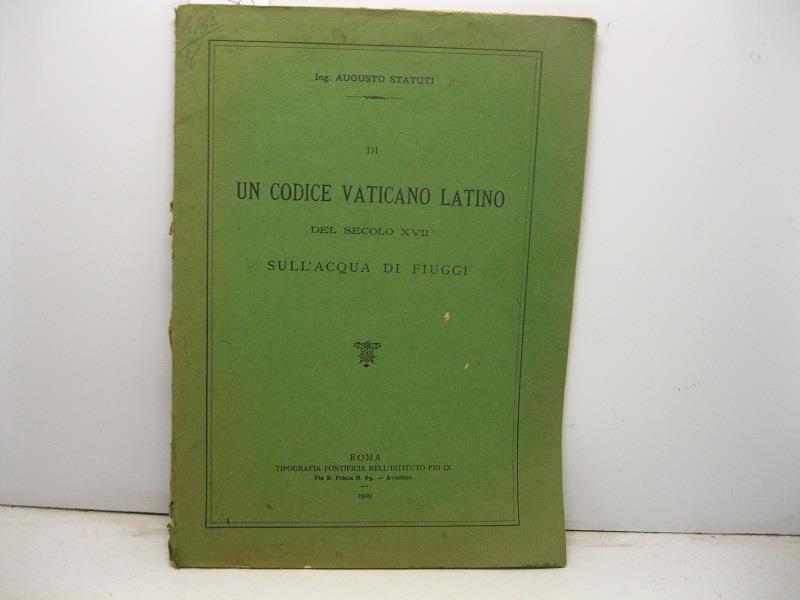 Ing. AUGUSTO STATUTI
DI
UN CODICE VATICANO LATINO
DEL SECOLO XVII
SULL'ACQUA DI FIUGGI
ROMA
TIPOGRAFIA PONTIFICIA NELL'ISTITUTO PIO IX
Via S. Prisca N. 69. — Aventino
—
1909